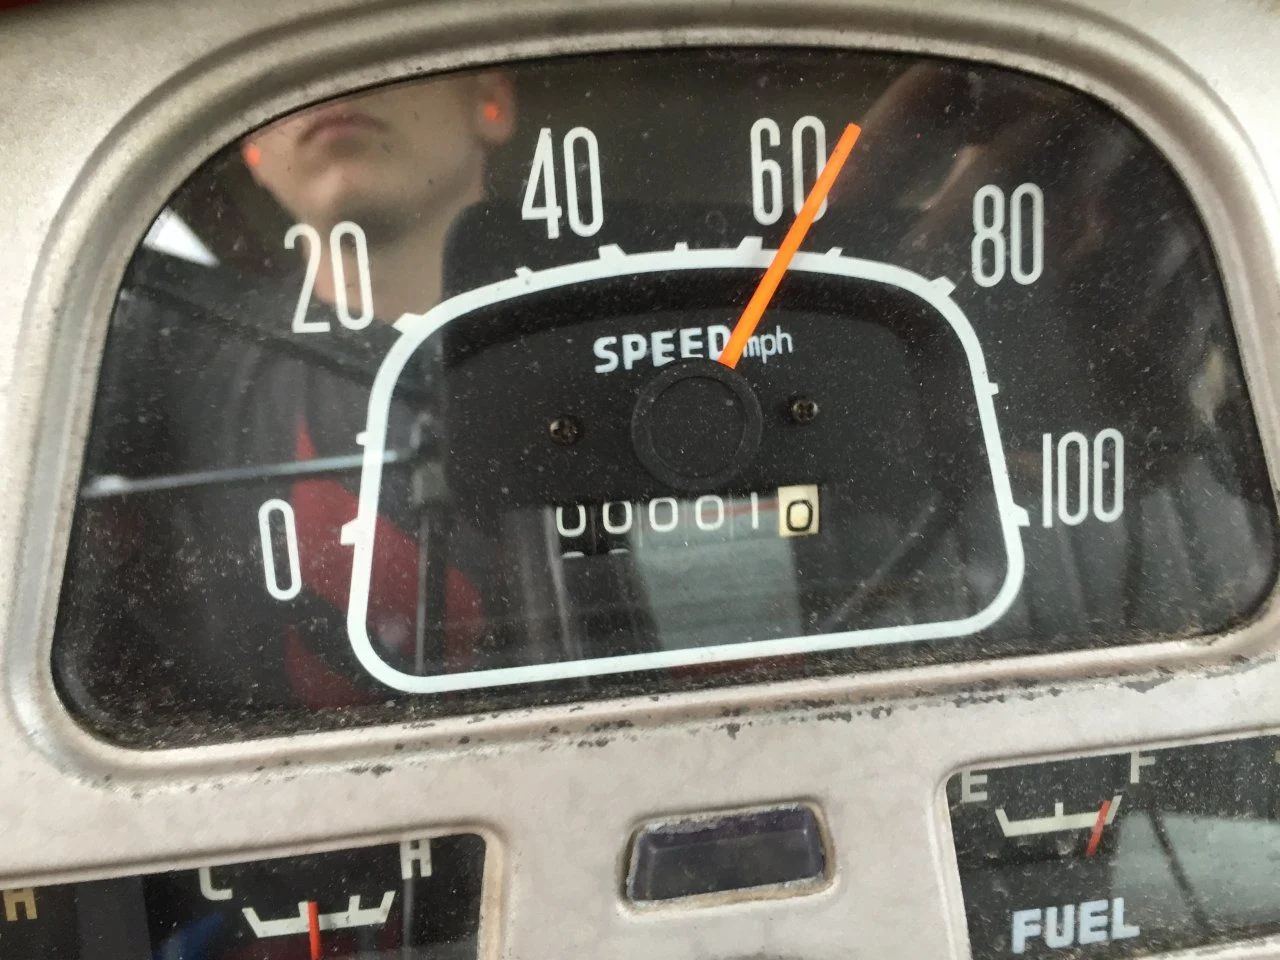 20 40 60 80
SPEED mph
0 100
000010
E F
C H
H
FUEL